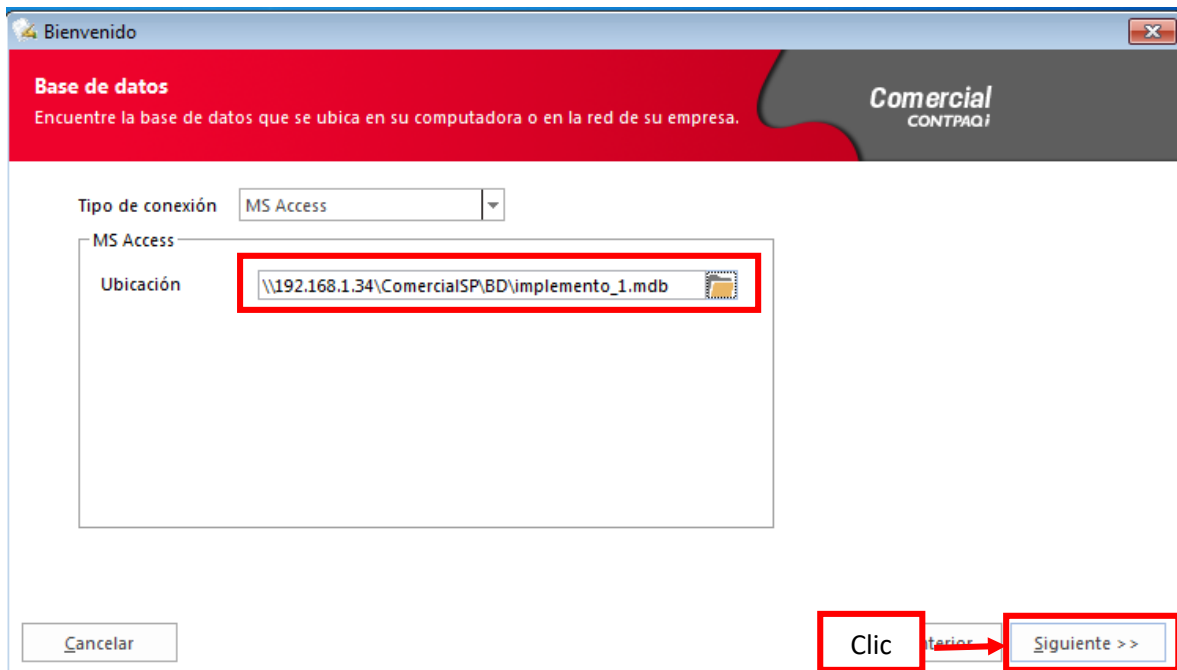 Bienvenido
Base de datos
Encuentre la base de datos que se ubica en su computadora o en la red de su empresa.
Comercial
CONTPAQi
Tipo de conexión MS Access
MS Access
Ubicación \\192.168.1.34\ComercialSP\BD\implemento_1.mdb
Cancelar Clic Siguiente >>